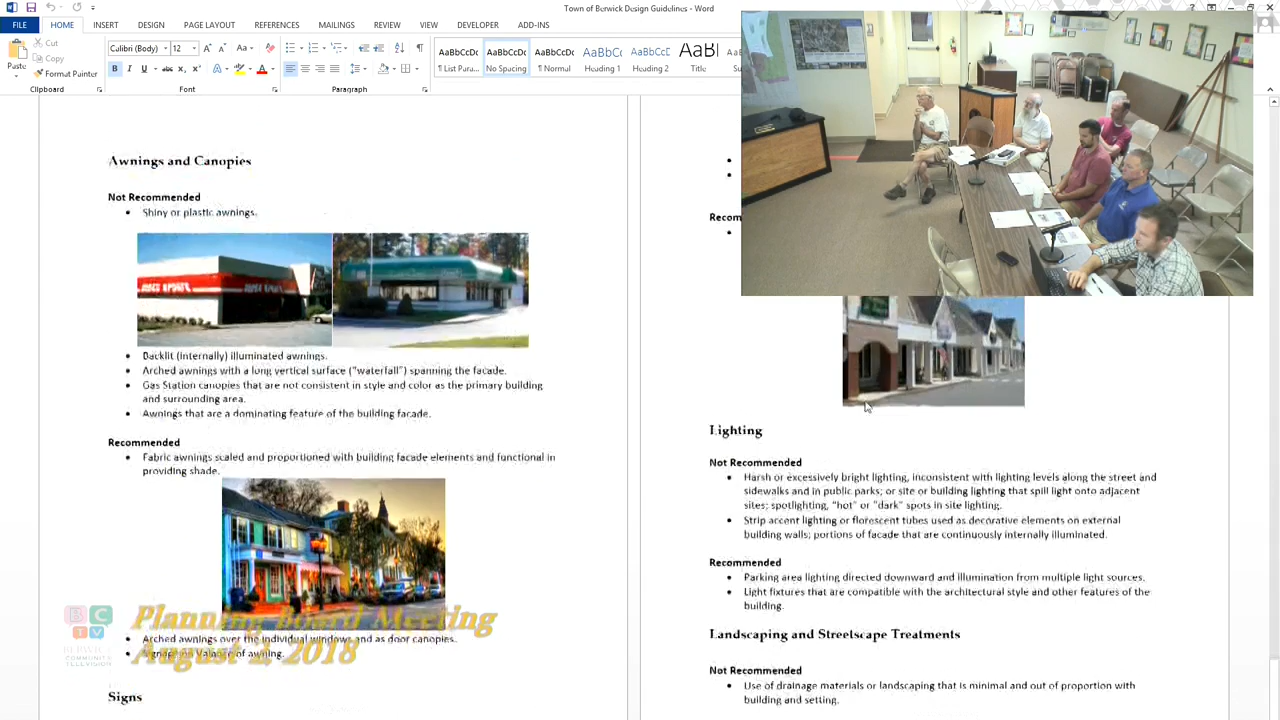 Town of Berwick Design Guidelines - Word
FILE
HOME
INSERT
DESIGN
PAGE LAYOUT
REFERENCES
MAILINGS
REVIEW
VIEW
DEVELOPER
ADD-INS
Paste
Cut
Copy
Format Painter
Clipboard
Calibri (Body)
12
Font
Paragraph
AaBbCcDc
¶ List Para...
AaBbCcDc
¶ No Spacing
AaBbCcDc
¶ Normal
AaBbCc
Heading 1
AaBbCcC
Heading 2
AaBl
Title
Awnings and Canopies
Not Recommended
• Shiny or plastic awnings.
• Backlit (internally) illuminated awnings.
• Arched awnings with a long vertical surface (“waterfall”) spanning the facade.
• Gas Station canopies that are not consistent in style and color as the primary building
and surrounding area.
• Awnings that are a dominating feature of the building facade.
Recommended
• Fabric awnings scaled and proportioned with building facade elements and functional in
providing shade.
• Arched awnings over the individual windows and as door canopies.
of awning.
Signs
Planning Board Meeting
August 2, 2018
BCTV
BERWICK
COMMUNITY
TELEVISION
Recom
Lighting
Not Recommended
• Harsh or excessively bright lighting, inconsistent with lighting levels along the street and
sidewalks and in public parks; or site or building lighting that spill light onto adjacent
sites; spotlighting, “hot” or “dark” spots in site lighting.
• Strip accent lighting or florescent tubes used as decorative elements on external
building walls; portions of facade that are continuously internally illuminated.
Recommended
• Parking area lighting directed downward and illumination from multiple light sources.
• Light fixtures that are compatible with the architectural style and other features of the
building.
Landscaping and Streetscape Treatments
Not Recommended
• Use of drainage materials or landscaping that is minimal and out of proportion with
building and setting.